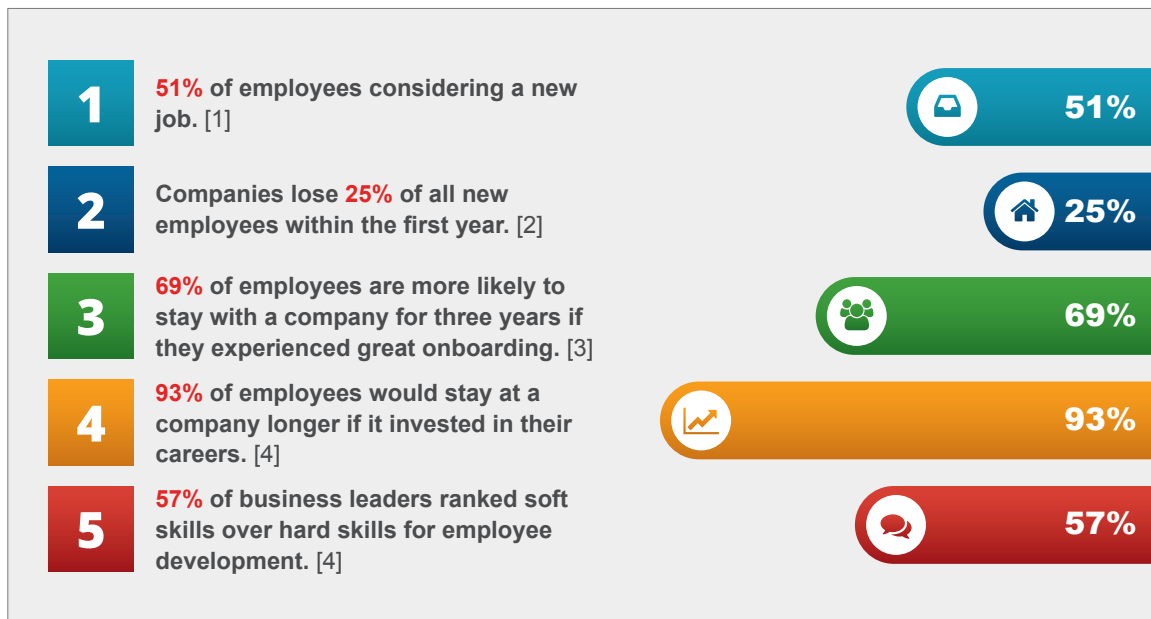 1
51% of employees considering a new
job. [1]
51%
2
Companies lose 25% of all new
employees within the first year. [2]
25%
3
69% of employees are more likely to
stay with a company for three years if
they experienced great onboarding. [3]
69%
4
93% of employees would stay at a
company longer if it invested in their
careers. [4]
93%
5
57% of business leaders ranked soft
skills over hard skills for employee
development. [4]
57%